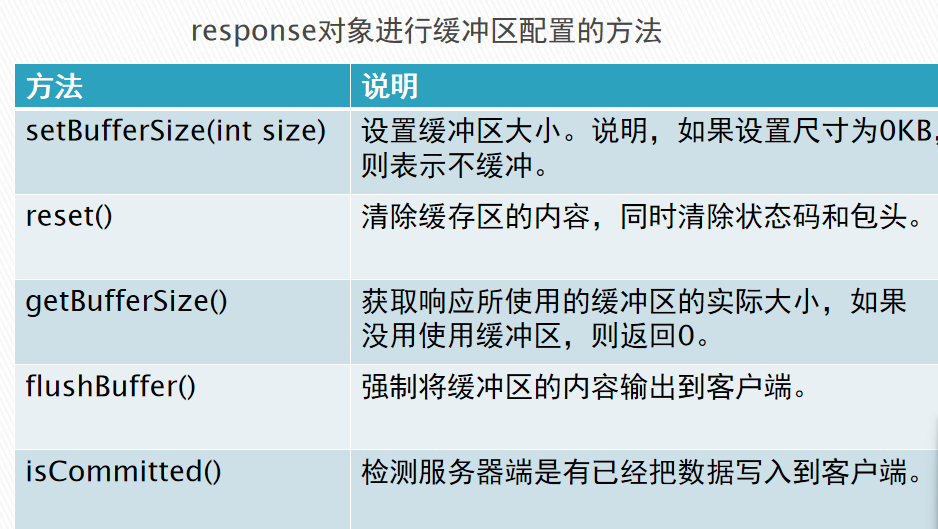 response对象进行缓冲区配置的方法
方法 说明
setBufferSize(int size) 设置缓冲区大小。说明，如果设置尺寸为0KB，
则表示不缓冲。
reset() 清除缓存区的内容，同时清除状态码和包头。
getBufferSize() 获取响应所使用的缓冲区的实际大小，如果
没用使用缓冲区，则返回0。
flushBuffer() 强制将缓冲区的内容输出到客户端。
isCommitted() 检测服务器端是有已经把数据写入到客户端。